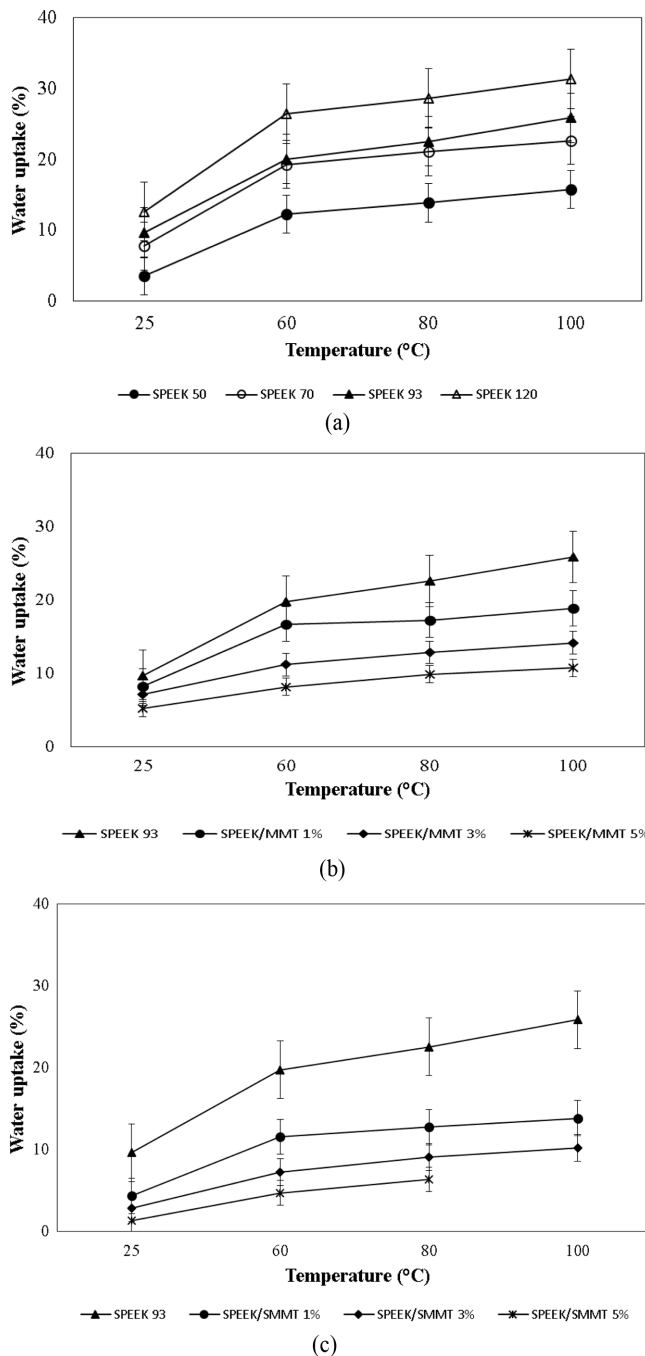 40
30
20
10
0
Water uptake (%)
25 60 80 100
Temperature (°C)
SPEEK 50 SPEEK 70 SPEEK 93 SPEEK 120
(a)
40
30
20
10
0
Water uptake (%)
25 60 80 100
Temperature (°C)
SPEEK 93 SPEEK/MMT 1% SPEEK/MMT 3% SPEEK/MMT 5%
(b)
40
30
20
10
0
Water uptake (%)
25 60 80 100
Temperature (°C)
SPEEK 93 SPEEK/SMMT 1% SPEEK/SMMT 3% SPEEK/SMMT 5%
(c)